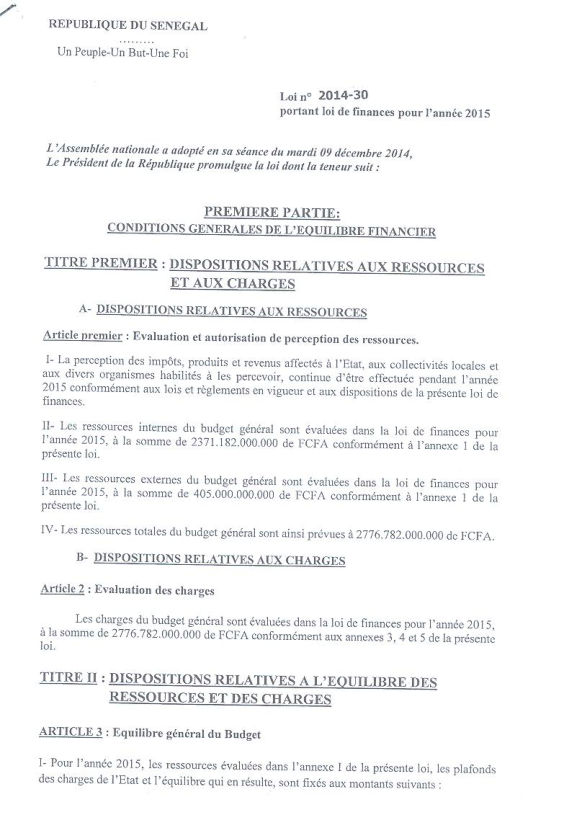 REPUBLIQUE DU SENEGAL
.........
Un Peuple-Un But-Une Foi
Loi n° 2014-30
portant loi de finances pour l'année 2015
L'Assemblée nationale a adopté en sa séance du mardi 09 décembre 2014,
Le Président de la République promulgue la loi dont la teneur suit :
PREMIERE PARTIE:
CONDITIONS GENERALES DE L'EQUILIBRE FINANCIER
TITRE PREMIER : DISPOSITIONS RELATIVES AUX RESSOURCES
ET AUX CHARGES
A- DISPOSITIONS RELATIVES AUX RESSOURCES
Article premier : Evaluation et autorisation de perception des ressources.
I- La perception des impôts, produits et revenus affectés à l'Etat, aux collectivités locales et
aux divers organismes habilités à les percevoir, continue d'être effectuée pendant l'année
2015 conformément aux lois et règlements en vigueur et aux dispositions de la présente loi de
finances.
II- Les ressources internes du budget général sont évaluées dans la loi de finances pour
l'année 2015, à la somme de 2371.182.000.000 de FCFA conformément à l'annexe 1 de la
présente loi.
III- Les ressources externes du budget général sont évaluées dans la loi de finances pour
l'année 2015, à la somme de 405.000.000.000 de FCFA conformément à l'annexe 1 de la
présente loi.
IV- Les ressources totales du budget général sont ainsi prévues à 2776.782.000.000 de FCFA.
B- DISPOSITIONS RELATIVES AUX CHARGES
Article 2 : Evaluation des charges
Les charges du budget général sont évaluées dans la loi de finances pour l'année 2015,
à la somme de 2776.782.000.000 de FCFA conformément aux annexes 3, 4 et 5 de la présente
loi.
TITRE II : DISPOSITIONS RELATIVES A L'EQUILIBRE DES
RESSOURCES ET DES CHARGES
ARTICLE 3 : Equilibre général du Budget
I- Pour l'année 2015, les ressources évaluées dans l'annexe I de la présente loi, les plafonds
des charges de l'Etat et l'équilibre qui en résulte, sont fixés aux montants suivants :